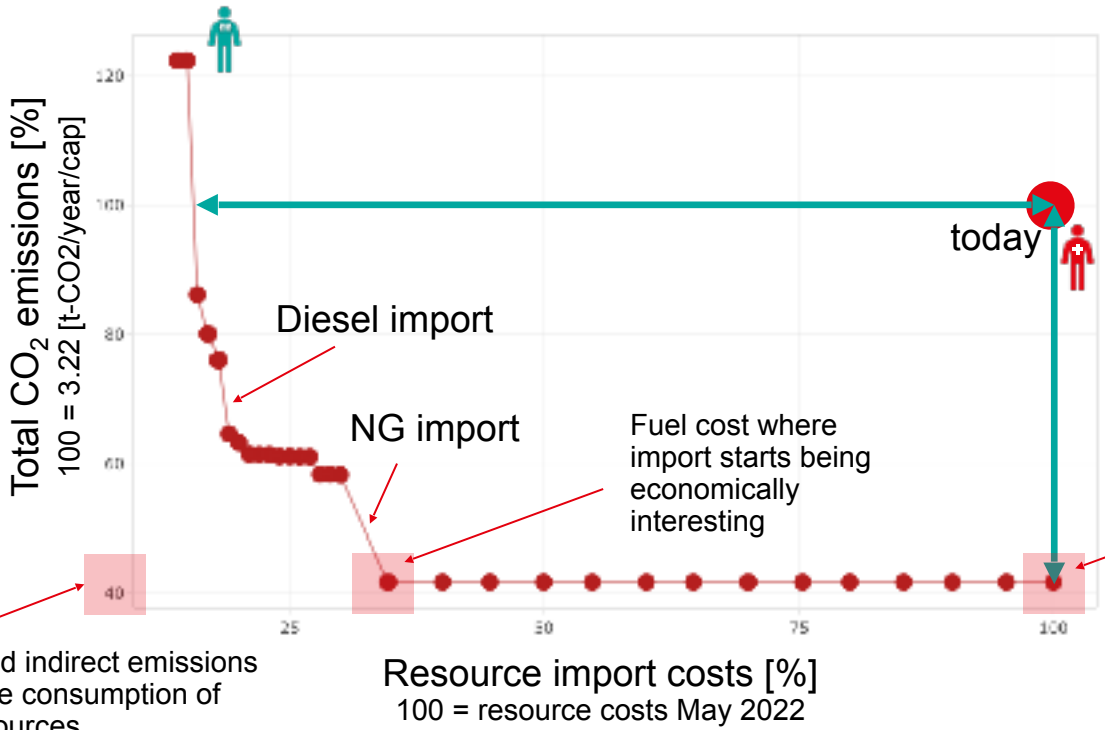 Total CO₂ emissions [%]
100 = 3.22 [t-CO2/year/cap]
120
100
80
60
40
today
Diesel import
NG import
Fuel cost where
import starts being
economically
interesting
25
50
75
100
d indirect emissions
e consumption of
ources
Resource import costs [%]
100 = resource costs May 2022